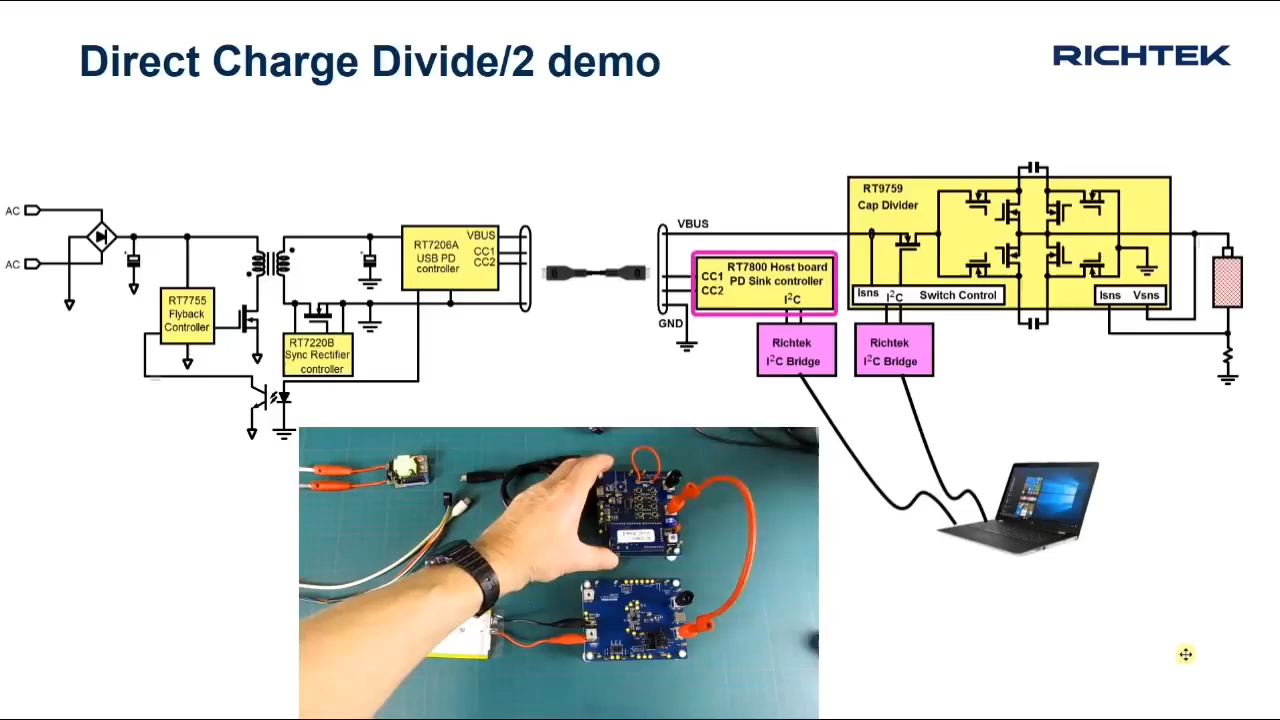 Direct Charge Divide/2 demo
RICHTEK
AC
AC
RT7755
Flyback
Controller
RT7220B
Sync Rectifier
controller
RT7206A
USB PD
controller
VBUS
CC1
CC2
VBUS
CC1
CC2
GND
RT7800 Host board
PD Sink controller
I²C
Richtek
I²C Bridge
Richtek
I²C Bridge
RT9759
Cap Divider
Isns
I²C
Switch Control
Isns
Vsns